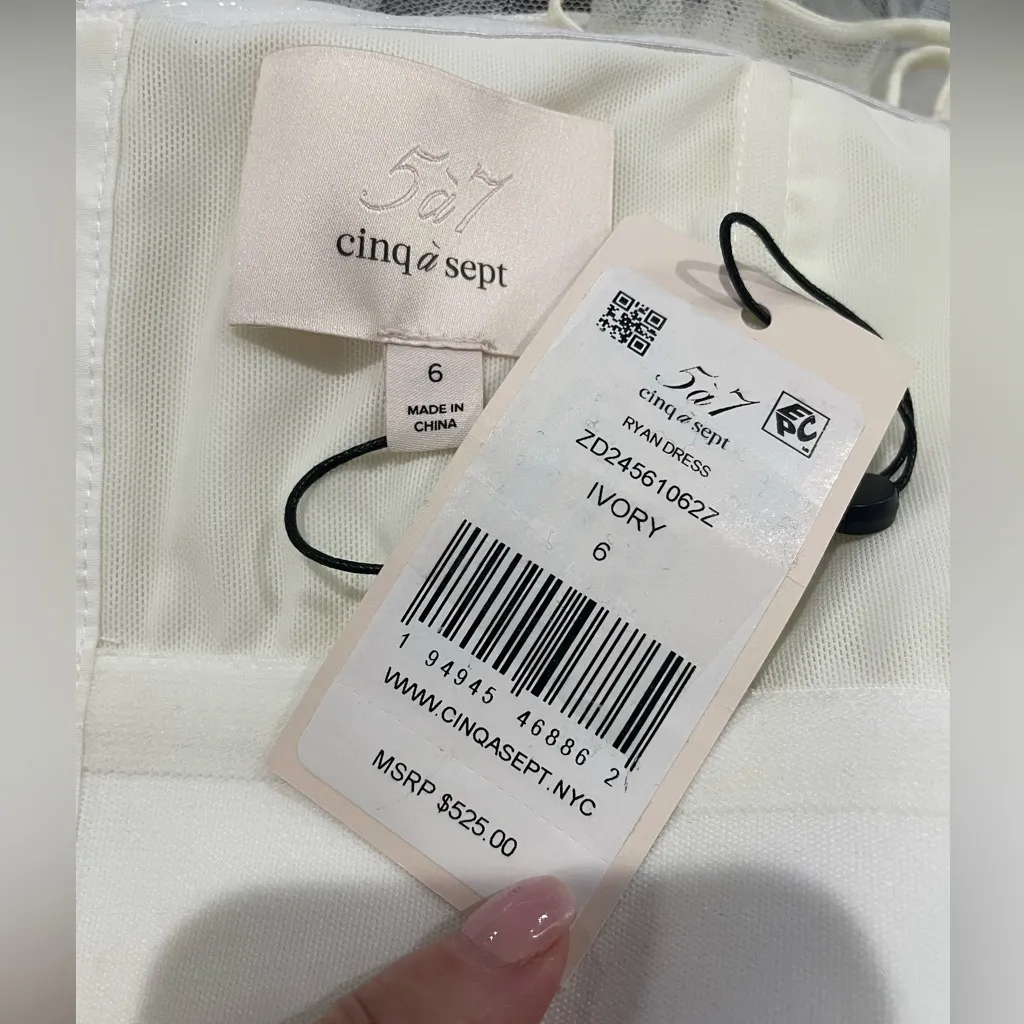 5à7
cinq à sept
6
MADE IN
CHINA
5à7
cinq à sept
EPC
RYAN DRESS
ZD24561062Z
IVORY
6
1 94945 46886 2
WWW.CINQASEPT.NYC
MSRP $525.00